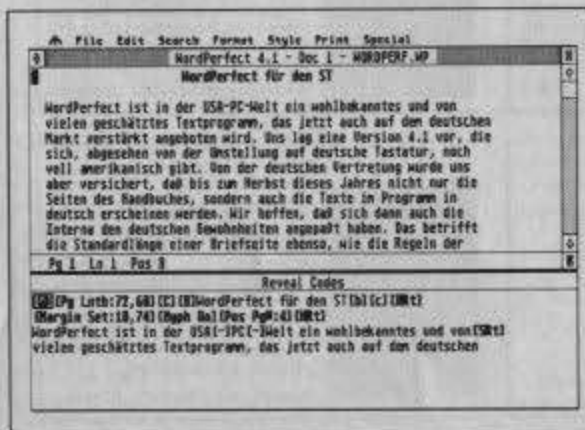 File Edit Search Format Style Print Special
WordPerfect 4.1 - Doc 1 - WORDPERF.WP
WordPerfect für den ST
WordPerfect ist in der USA-PC-Welt ein wohlbekanntes und von
vielen geschätztes Textprogramm, das jetzt auch auf dem deutschen
Markt verstärkt angeboten wird. Uns lag eine Version 4.1 vor, die
sich, abgesehen von der Umstellung auf deutsche Tastatur, noch
voll amerikanisch gibt. Von der deutschen Vertretung wurde uns
aber versichert, daß bis zum Herbst dieses Jahres nicht nur die
Seiten des Handbuches, sondern auch die Texte in Programm in
deutsch erscheinen werden. Wir hoffen, daß sich dann auch die
Interna den deutschen Gewohnheiten angepaßt haben. Das betrifft
die Standardlänge einer Briefseite ebenso, wie die Regeln der
Pg 1 Ln 1 Pos
Reveal Codes
[Pg Lnth:72,60][C][B]WordPerfect für den ST[b][c][HRt]
[Margin Set:10,74][Hyph On][Pos Pg#:4][HRt]
WordPerfect ist in der USA[-]PC[-]Welt ein wohlbekanntes und von[SRt]
vielen geschätztes Textprogramm, das jetzt auch auf dem deutschen